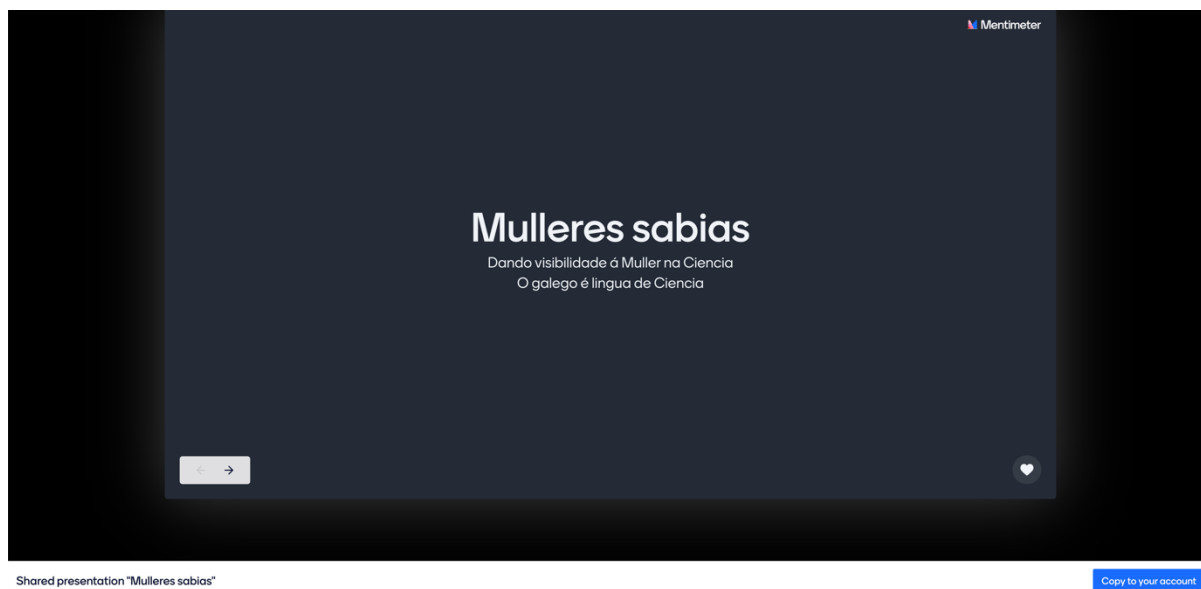 Mentimeter
Mulleres sabias
Dando visibilidade á Muller na Ciencia
O galego é lingua de Ciencia
Shared presentation "Mulleres sabias"
Copy to your account